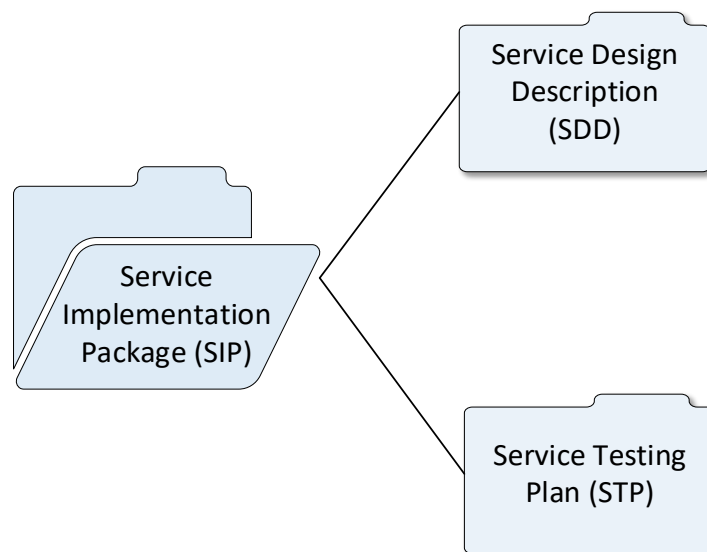 Service Design
Description
(SDD)
Service
Implementation
Package (SIP)
Service Testing
Plan (STP)